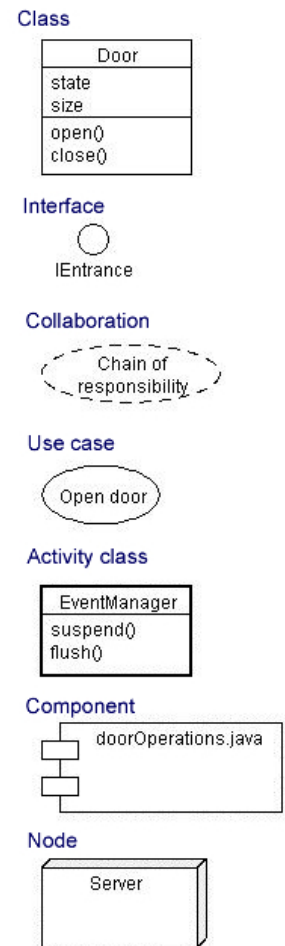 Class
Door
state
size
open()
close()
Interface
IEntrance
Collaboration
Chain of
responsibility
Use case
Open door
Activity class
EventManager
suspend()
flush()
Component
doorOperations.java
Node
Server